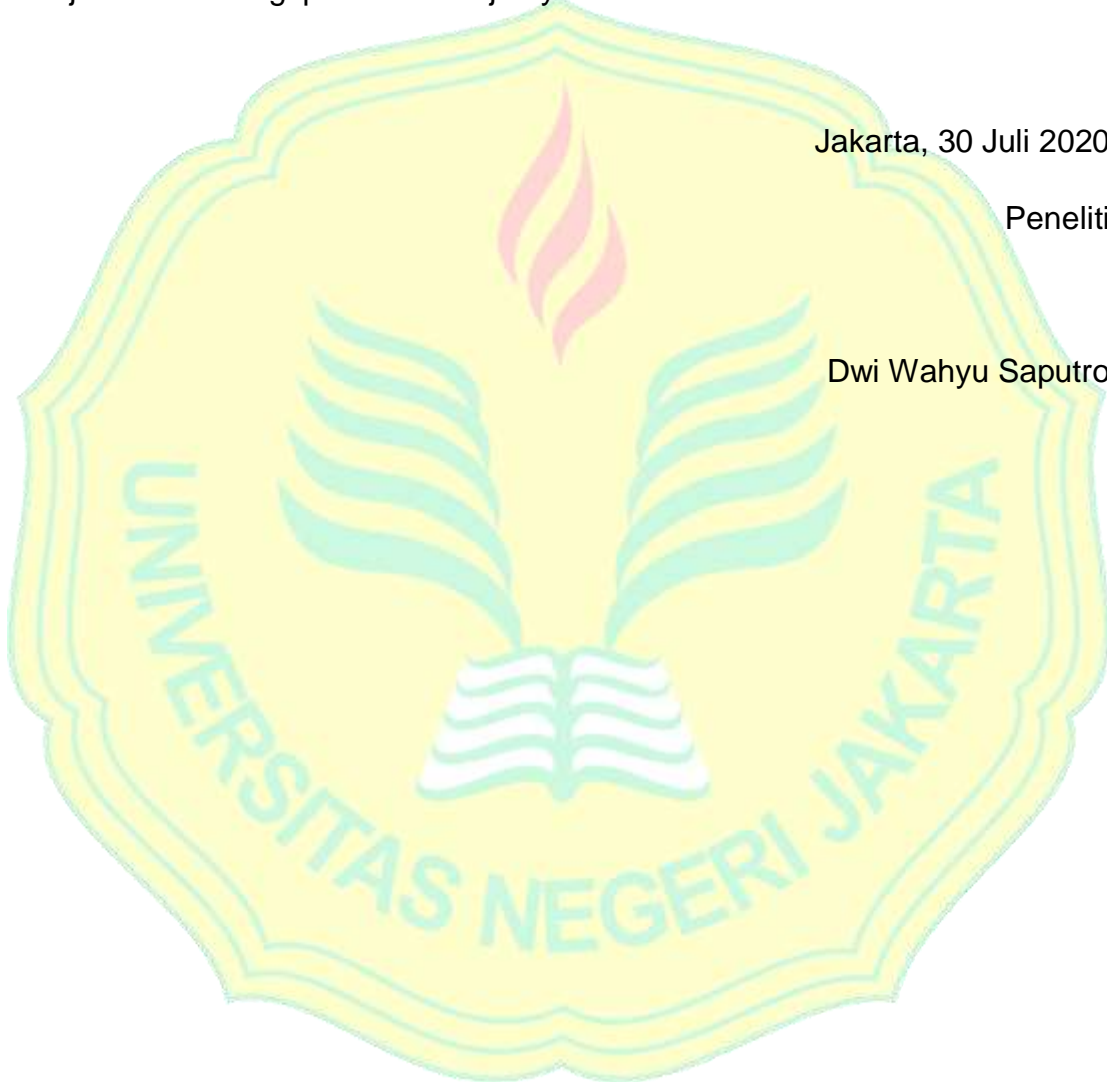 Jakarta, 30 Juli 2020
Peneliti
Dwi Wahyu Saputro
UNIVERSITAS NEGERI JAKARTA